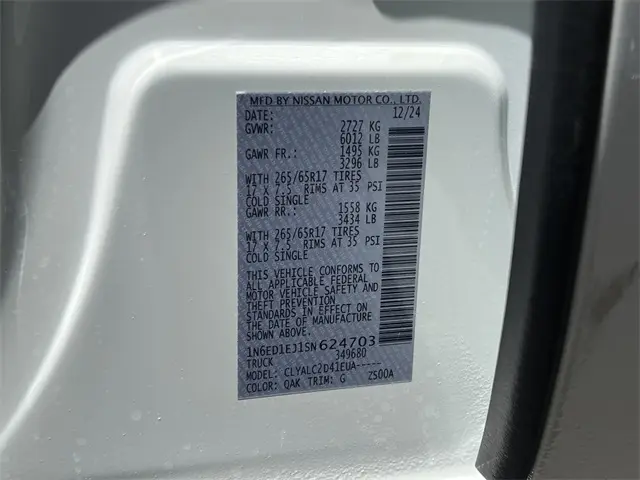 MFD BY NISSAN MOTOR CO., LTD.
DATE: 12/24
GVWR: 2727 KG
6012 LB
GAWR FR.: 1495 KG
3296 LB
WITH 265/65R17 TIRES
17 X 7.5 RIMS AT 35 PSI
COLD SINGLE
GAWR RR.: 1558 KG
3434 LB
WITH 265/65R17 TIRES
17 X 7.5 RIMS AT 35 PSI
COLD SINGLE
THIS VEHICLE CONFORMS TO
ALL APPLICABLE FEDERAL
MOTOR VEHICLE SAFETY AND
THEFT PREVENTION
STANDARDS IN EFFECT ON
THE DATE OF MANUFACTURE
SHOWN ABOVE.
1N6ED1EJ1SN624703
TRUCK 349680
MODEL: CLYALC2D41EUA-----
COLOR: QAK TRIM: G ZS00A